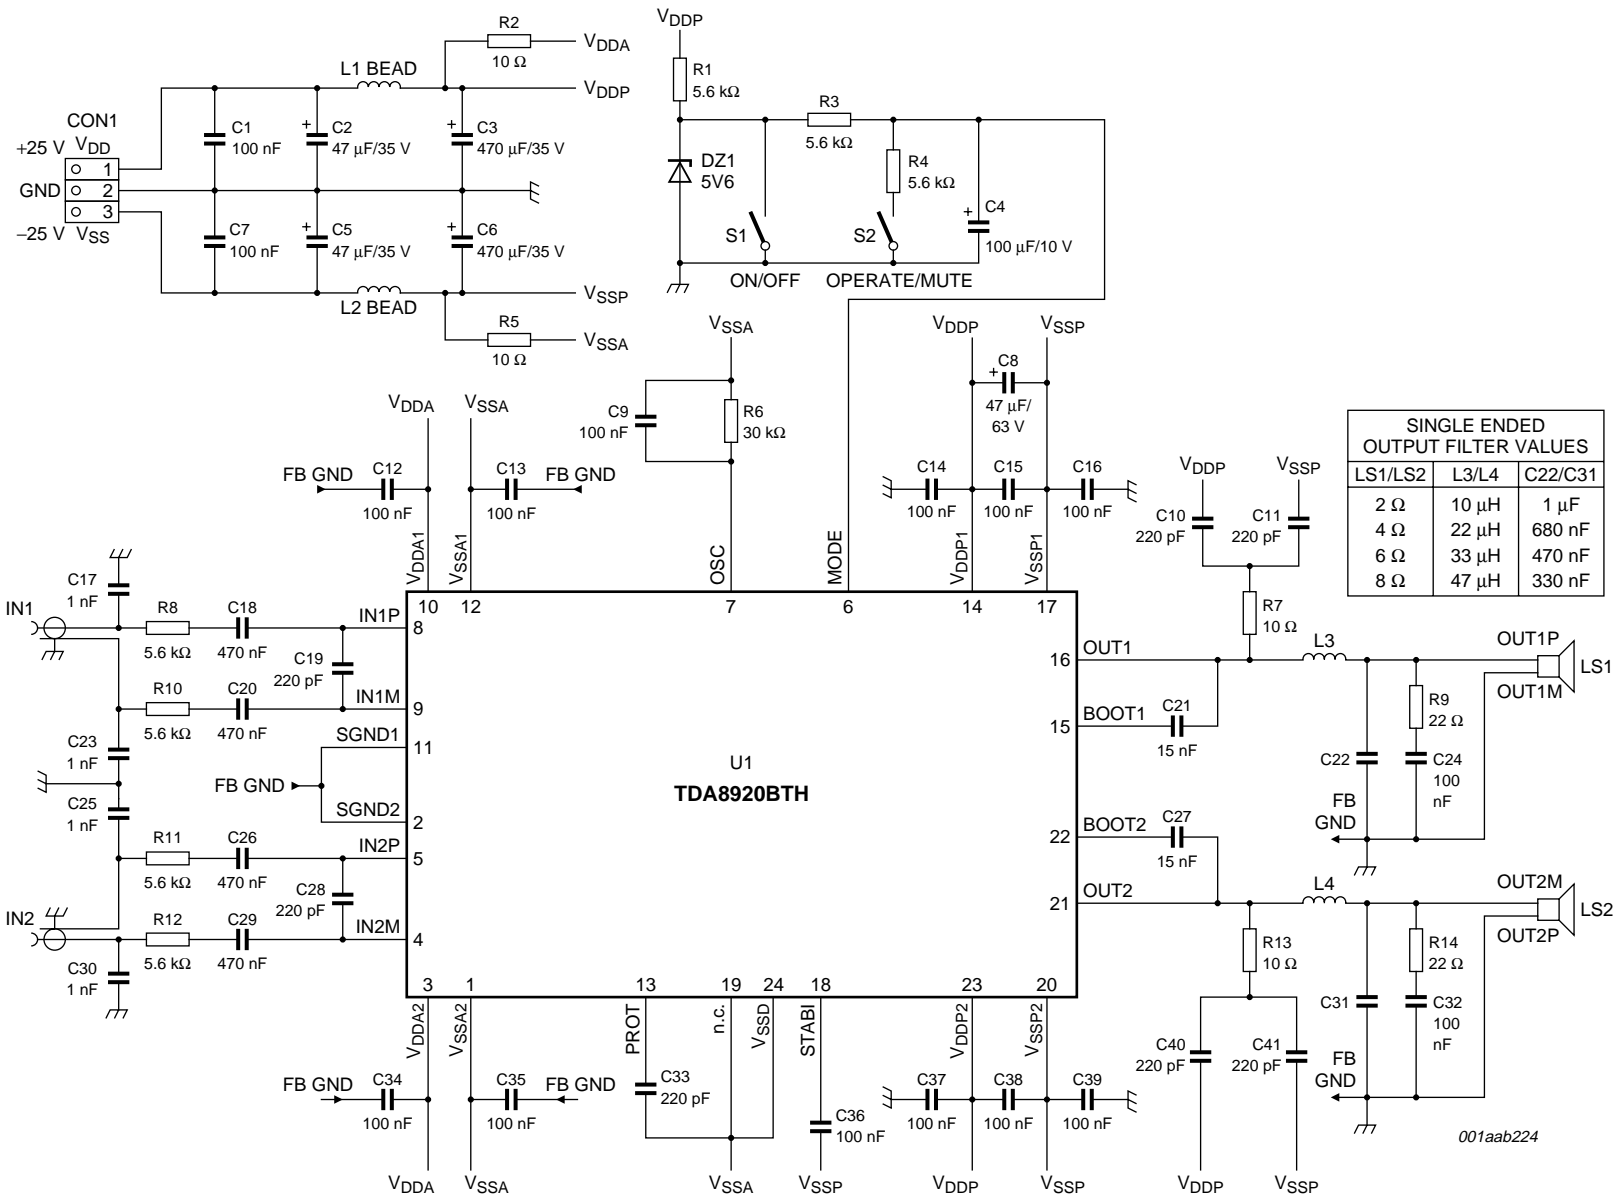 R2
10 Ω
VDDA
L1 BEAD
VDDP
CON1
VDD
+25 V
1
GND
2
3
−25 V
VSS
C1
100 nF
+
C2
47 μF/35 V
+
C3
470 μF/35 V
C7
100 nF
+
C5
47 μF/35 V
+
C6
470 μF/35 V
L2 BEAD
VSSP
R5
10 Ω
VSSA
VDDP
R1
5.6 kΩ
R3
5.6 kΩ
DZ1
5V6
R4
5.6 kΩ
S1
S2
+
C4
100 μF/10 V
ON/OFF
OPERATE/MUTE
VSSA
C9
100 nF
R6
30 kΩ
VDDP
VSSP
+
C8
47 μF/
63 V
VDDA
VSSA
FB GND
C12
100 nF
C13
100 nF
FB GND
C14
100 nF
C15
100 nF
C16
100 nF
VDDP
VSSP
C10
220 pF
C11
220 pF
SINGLE ENDED
OUTPUT FILTER VALUES
LS1/LS2 L3/L4 C22/C31
2 Ω 10 μH 1 μF
4 Ω 22 μH 680 nF
6 Ω 33 μH 470 nF
8 Ω 47 μH 330 nF
VDDA1
VSSA1
OSC
MODE
VDDP1
VSSP1
10
12
7
6
14
17
C17
1 nF
IN1
R8
5.6 kΩ
C18
470 nF
IN1P
8
C19
220 pF
R10
5.6 kΩ
C20
470 nF
IN1M
9
C23
1 nF
SGND1
11
FB GND
SGND2
2
C25
1 nF
R11
5.6 kΩ
C26
470 nF
IN2P
5
C28
220 pF
IN2
R12
5.6 kΩ
C29
470 nF
IN2M
4
C30
1 nF
U1
TDA8920BTH
16
OUT1
R7
10 Ω
L3
OUT1P
LS1
OUT1M
15
BOOT1
C21
15 nF
R9
22 Ω
C22
C24
100
nF
FB
GND
22
BOOT2
C27
15 nF
21
OUT2
L4
OUT2M
LS2
OUT2P
R13
10 Ω
R14
22 Ω
C31
C32
100
nF
FB
GND
C40
220 pF
C41
220 pF
VDDP
VSSP
3
1
13
19
24
18
23
20
VDDA2
VSSA2
PROT
n.c.
VSSD
STABI
VDDP2
VSSP2
FB GND
C34
100 nF
C35
100 nF
FB GND
C33
220 pF
C36
100 nF
C37
100 nF
C38
100 nF
C39
100 nF
VDDA
VSSA
VSSA
VSSP
VDDP
VSSP
001aab224